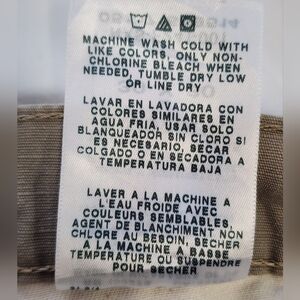 MACHINE WASH COLD WITH
LIKE COLORS, ONLY NON-
CHLORINE BLEACH WHEN
NEEDED, TUMBLE DRY LOW
OR LINE DRY
LAVAR EN LAVADORA CON
COLORES SIMILARES EN
AGUA FRIA, USAR SOLO
BLANQUEADOR SIN CLORO SI
ES NECESARIO, SECAR
COLGADO O EN SECADORA A
TEMPERATURA BAJA
LAVER A LA MACHINE A
L'EAU FROIDE AVEC
COULEURS SEMBLABLES,
AGENT DE BLANCHIMENT NON
CHLORE AU BESOIN, SECHER
A LA MACHINE A BASSE
TEMPERATURE OU SUSPENDRE
POUR SECHER